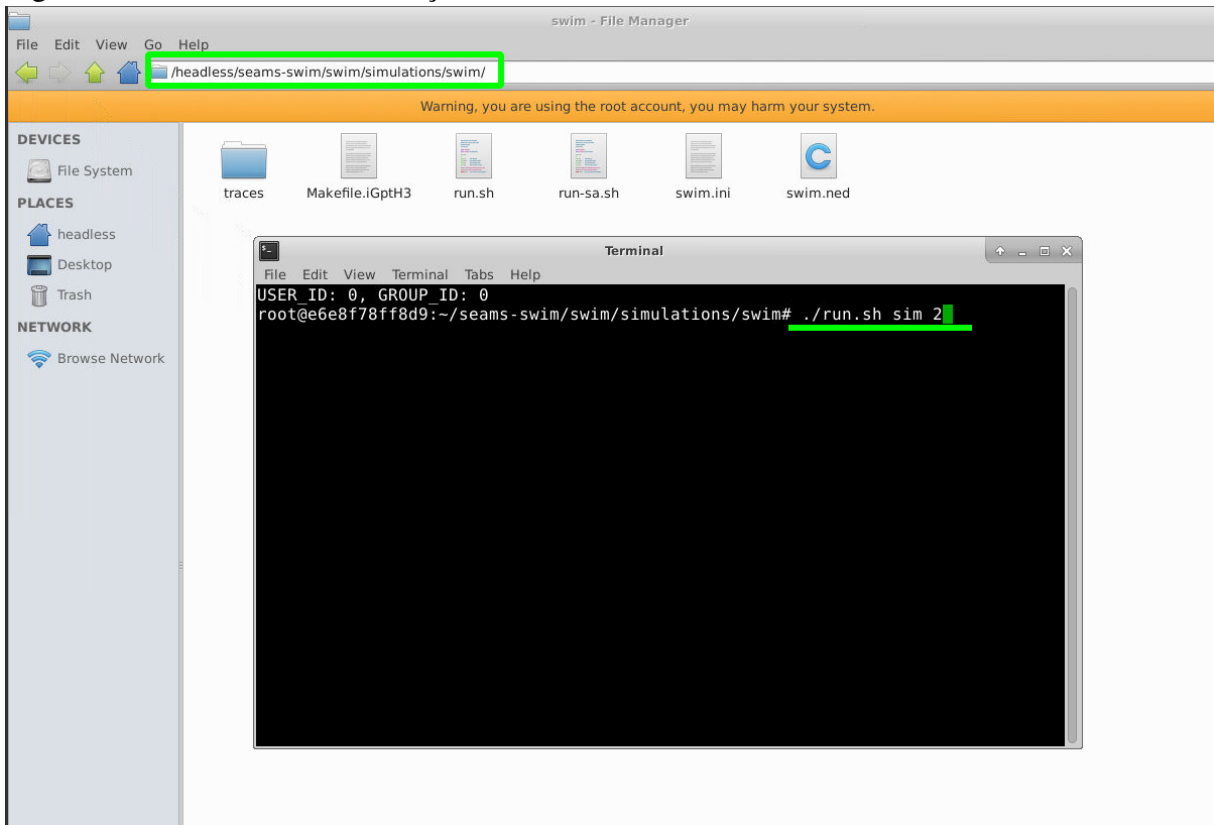 swim - File Manager
File Edit View Go Help
/headless/seams-swim/swim/simulations/swim/
Warning, you are using the root account, you may harm your system.
DEVICES
File System
PLACES
headless
Desktop
Trash
NETWORK
Browse Network
traces
Makefile.iGptH3
run.sh
run-sa.sh
swim.ini
swim.ned
Terminal
File Edit View Terminal Tabs Help
USER_ID: 0, GROUP_ID: 0
root@e6e8f78ff8d9:~/seams-swim/swim/simulations/swim# ./run.sh sim 2